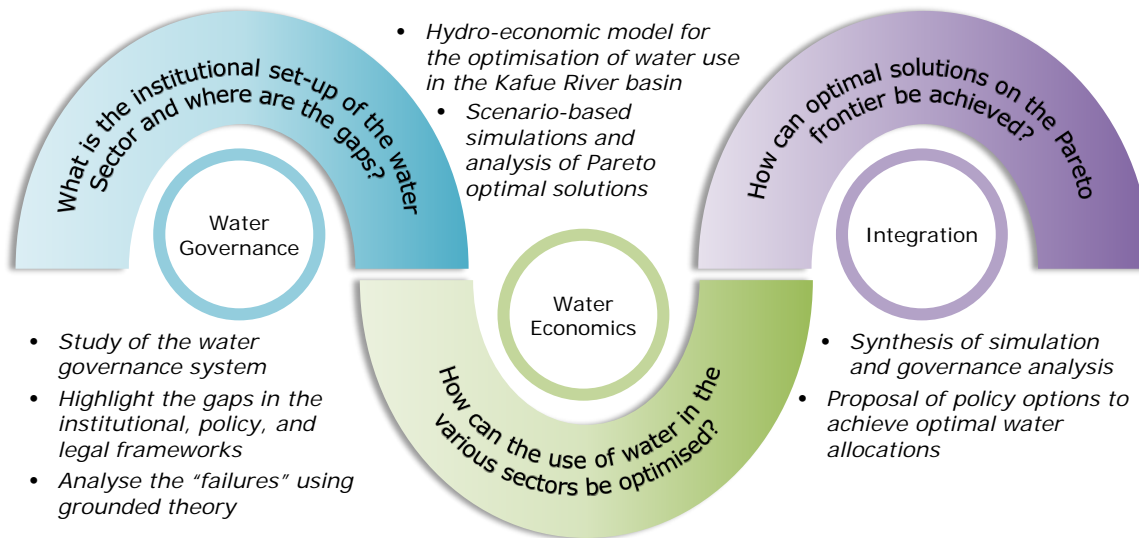 What is the institutional set-up of the water
Sector and where are the gaps?
Water
Governance
• Study of the water
governance system
• Highlight the gaps in the
institutional, policy, and
legal frameworks
• Analyse the “failures” using
grounded theory
• Hydro-economic model for
the optimisation of water use
in the Kafue River basin
• Scenario-based
simulations and
analysis of Pareto
optimal solutions
Water
Economics
How can the use of water in the
various sectors be optimised?
How can optimal solutions on the Pareto
frontier be achieved?
Integration
• Synthesis of simulation
and governance analysis
• Proposal of policy options to
achieve optimal water
allocations